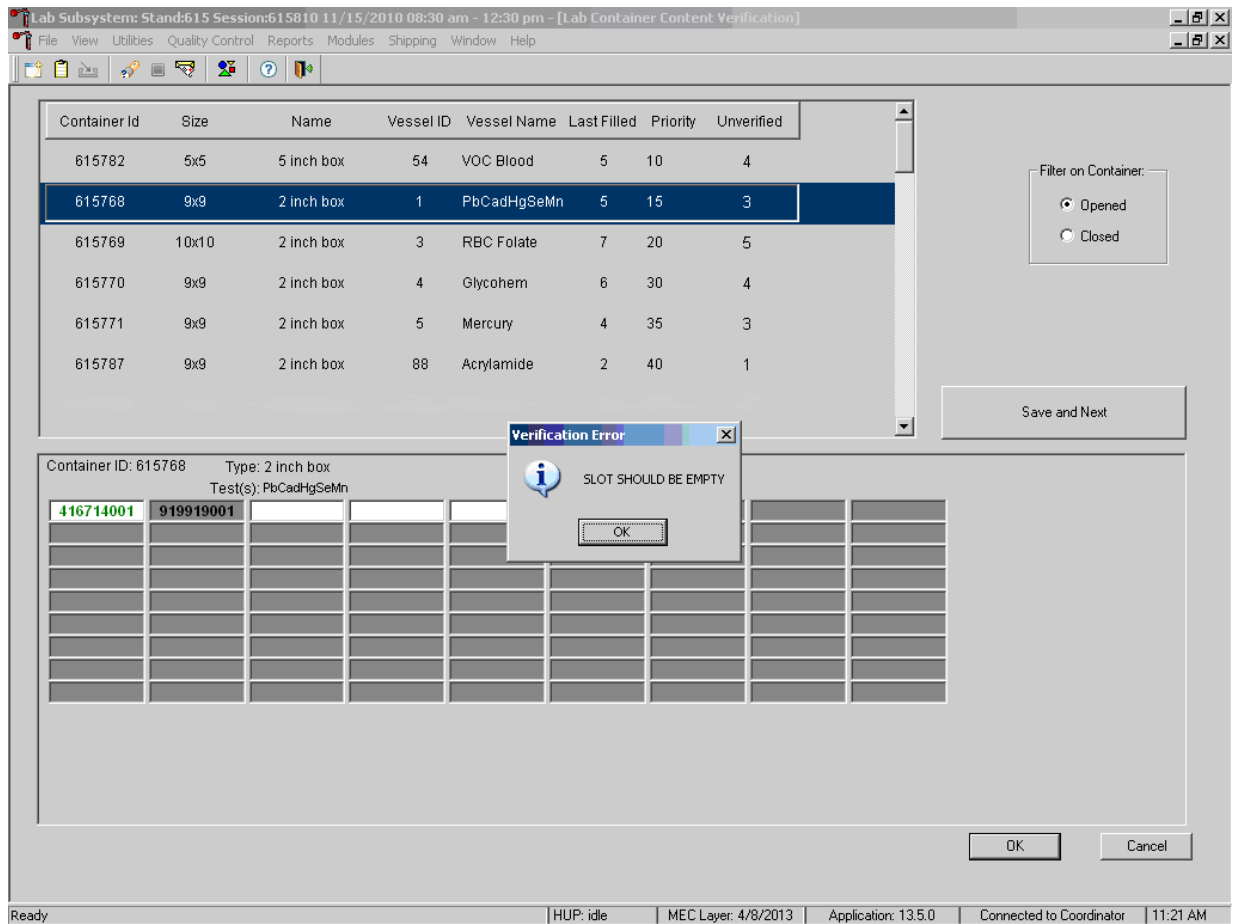 Lab Subsystem: Stand:615 Session:615810 11/15/2010 08:30 am - 12:30 pm - [Lab Container Content Verification]
File View Utilities Quality Control Reports Modules Shipping Window Help
Container Id Size Name Vessel ID Vessel Name Last Filled Priority Unverified
615782 5x5 5 inch box 54 VOC Blood 5 10 4
615768 9x9 2 inch box 1 PbCadHgSeMn 5 15 3
615769 10x10 2 inch box 3 RBC Folate 7 20 5
615770 9x9 2 inch box 4 Glycohem 6 30 4
615771 9x9 2 inch box 5 Mercury 4 35 3
615787 9x9 2 inch box 88 Acrylamide 2 40 1
Filter on Container:
Opened
Closed
Save and Next
Verification Error
SLOT SHOULD BE EMPTY
OK
Container ID: 615768 Type: 2 inch box
Test(s): PbCadHgSeMn
416714001 919919001
OK Cancel
Ready HUP: idle MEC Layer: 4/8/2013 Application: 13.5.0 Connected to Coordinator 11:21 AM